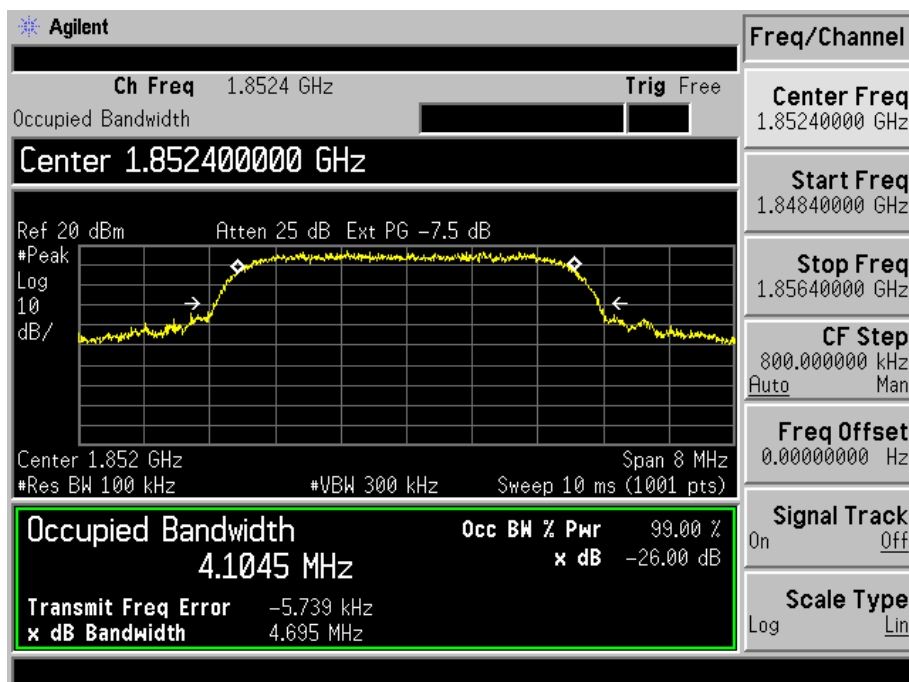 Agilent
Freq/Channel
Ch Freq 1.8524 GHz Trig Free
Occupied Bandwidth
Center 1.852400000 GHz
Ref 20 dBm Atten 25 dB Ext PG −7.5 dB
#Peak
Log
10
dB/
Center 1.852 GHz Span 8 MHz
#Res BW 100 kHz #VBW 300 kHz Sweep 10 ms (1001 pts)
Occupied Bandwidth
4.1045 MHz
Occ BW % Pwr 99.00 %
x dB −26.00 dB
Transmit Freq Error −5.739 kHz
x dB Bandwidth 4.695 MHz
Center Freq
1.85240000 GHz
Start Freq
1.84840000 GHz
Stop Freq
1.85640000 GHz
CF Step
800.000000 kHz
Auto Man
Freq Offset
0.00000000 Hz
Signal Track
On Off
Scale Type
Log Lin